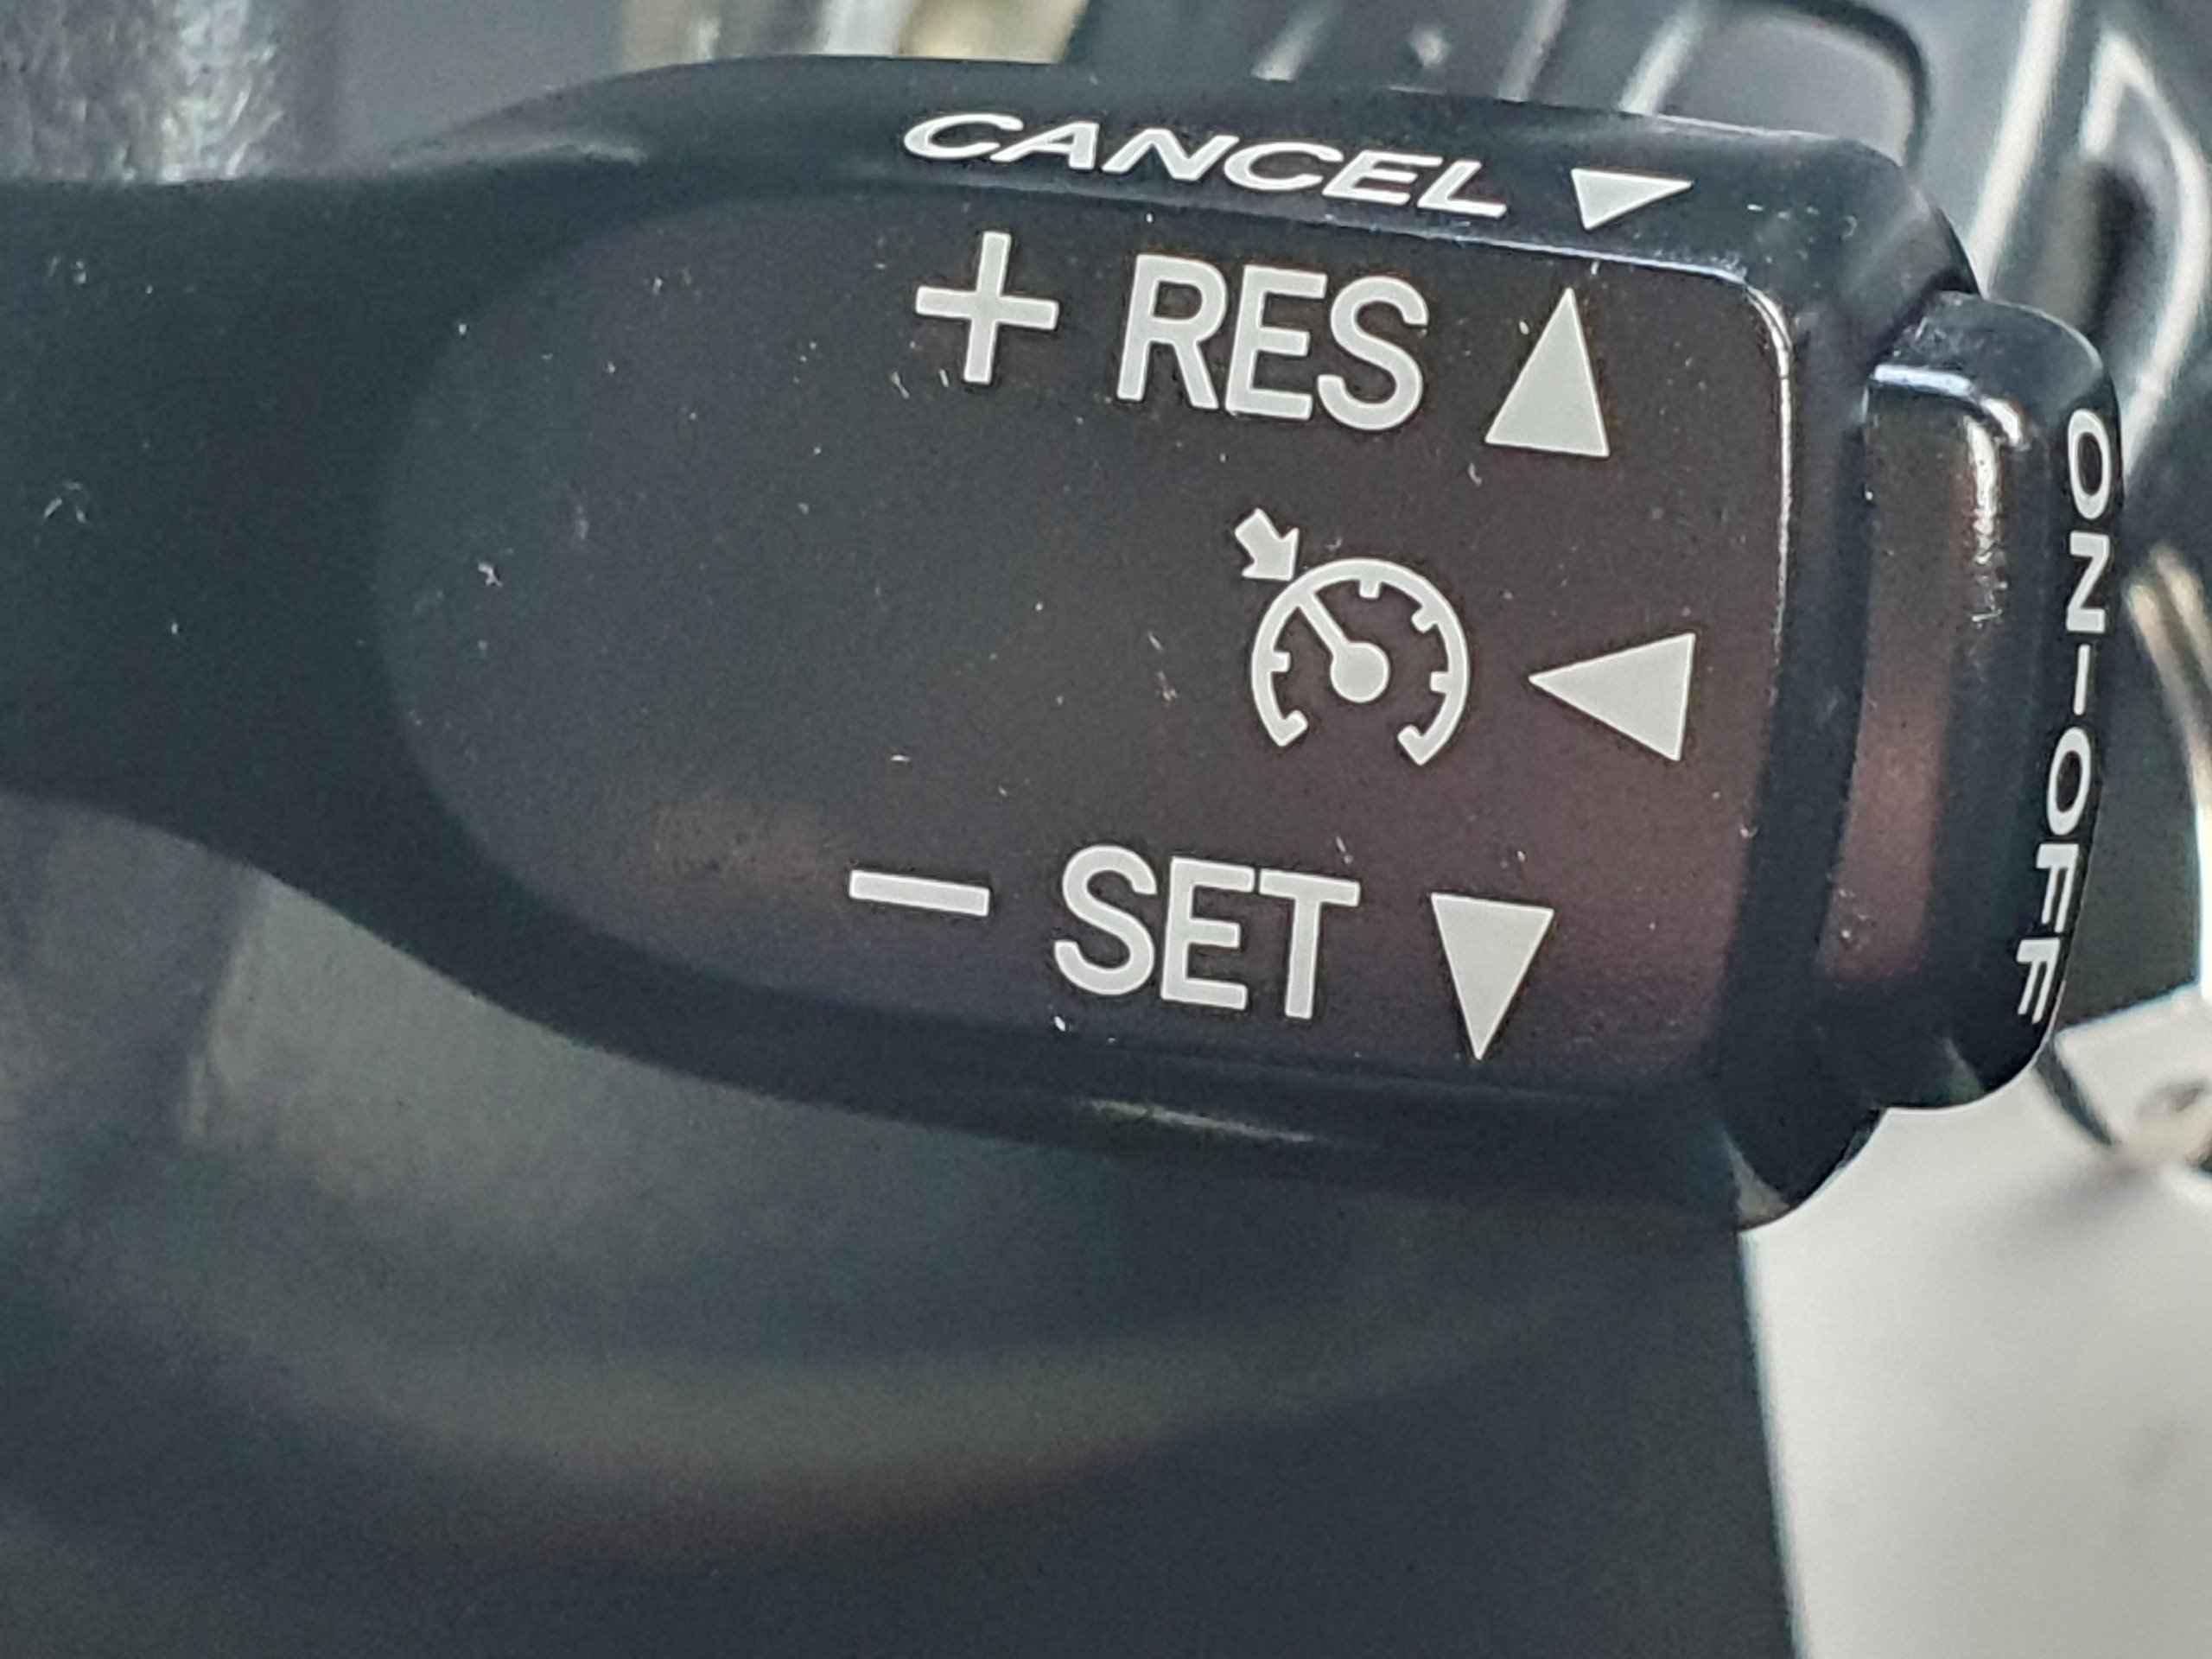 CANCEL
+ RES
− SET
ON-OFF